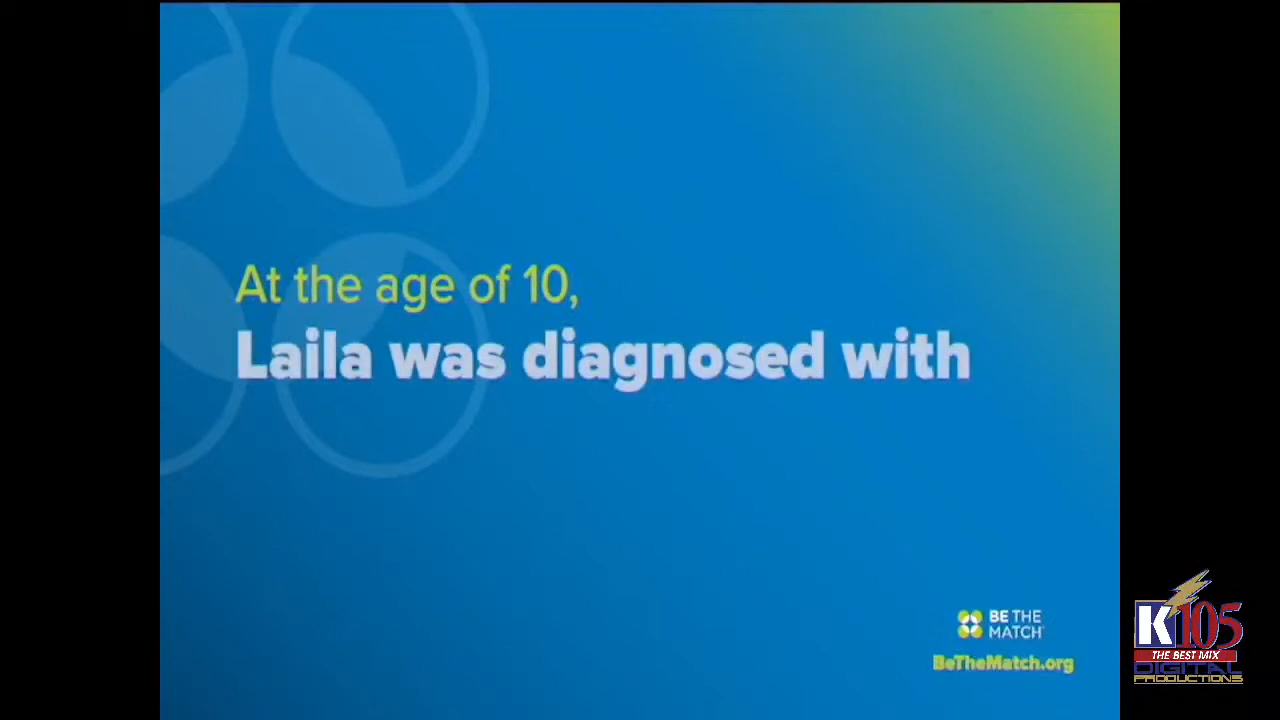 At the age of 10,
Laila was diagnosed with
BE THE
MATCH
BeTheMatch.org
K105
THE BEST MIX
DIGITAL
PRODUCTIONS